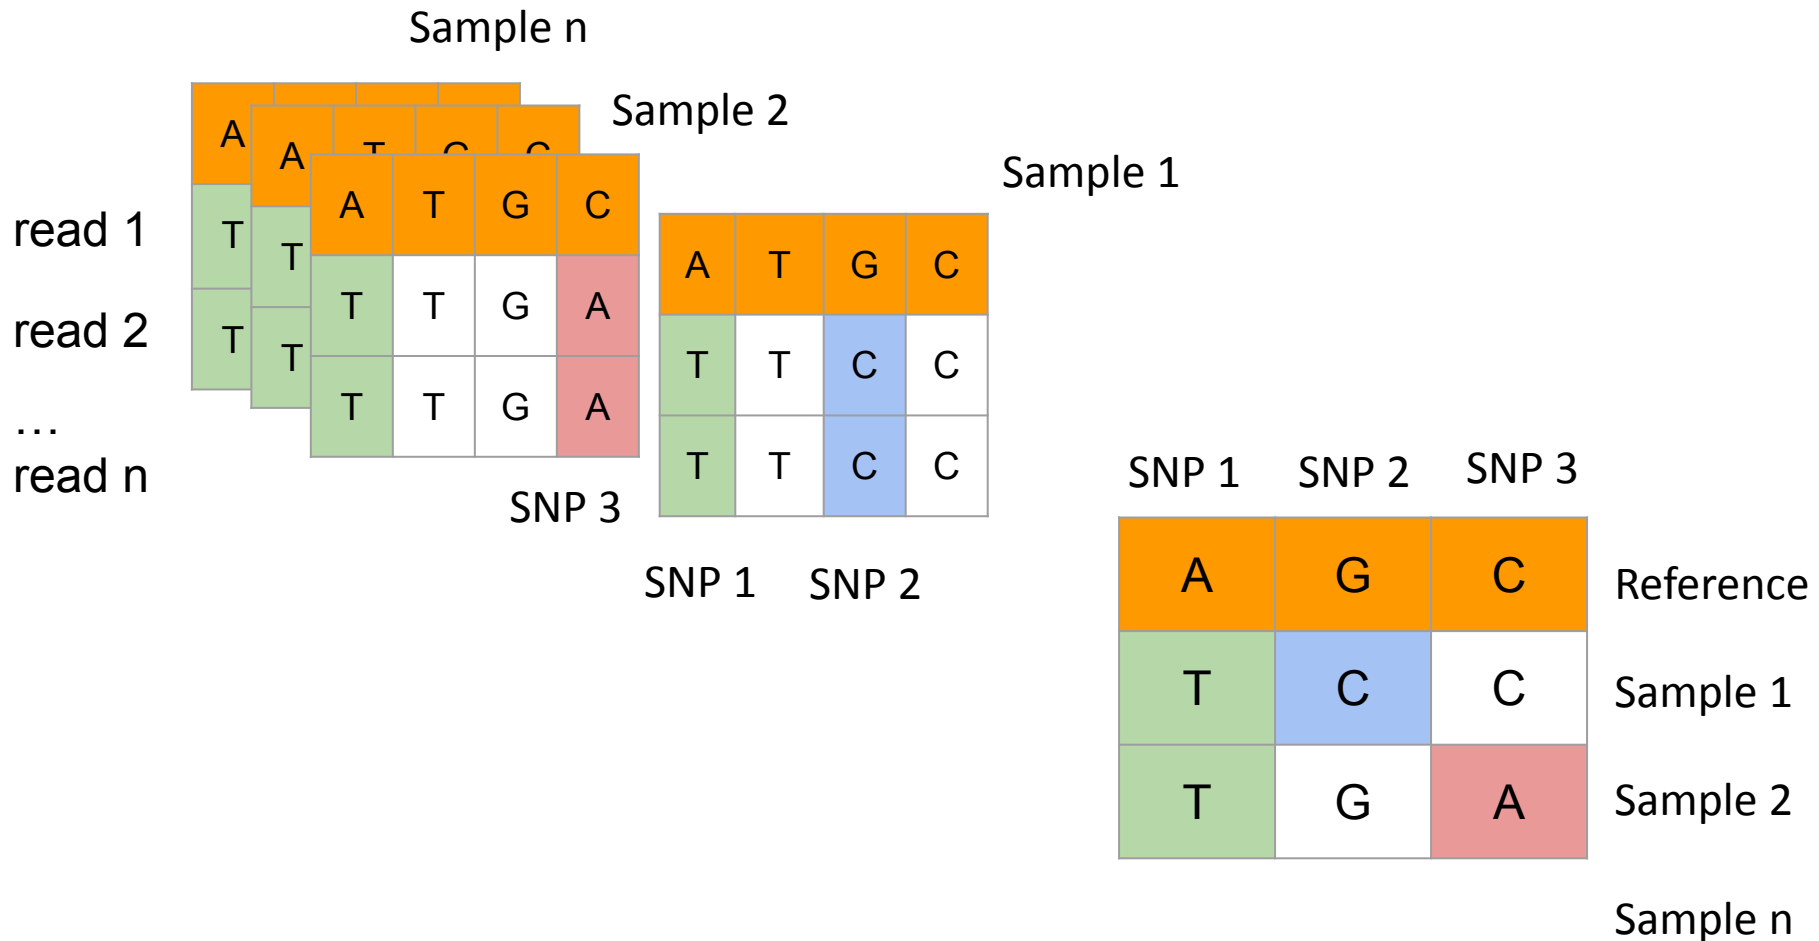 Sample n
Sample 2
Sample 1
read 1
read 2
...
read n
A
T
T
A T G C
T
T
A T G C
T T G A
T T G A
SNP 3
A T G C
T T C C
T T C C
SNP 1 SNP 2
SNP 1 SNP 2 SNP 3
A G C Reference
T C C Sample 1
T G A Sample 2
Sample n